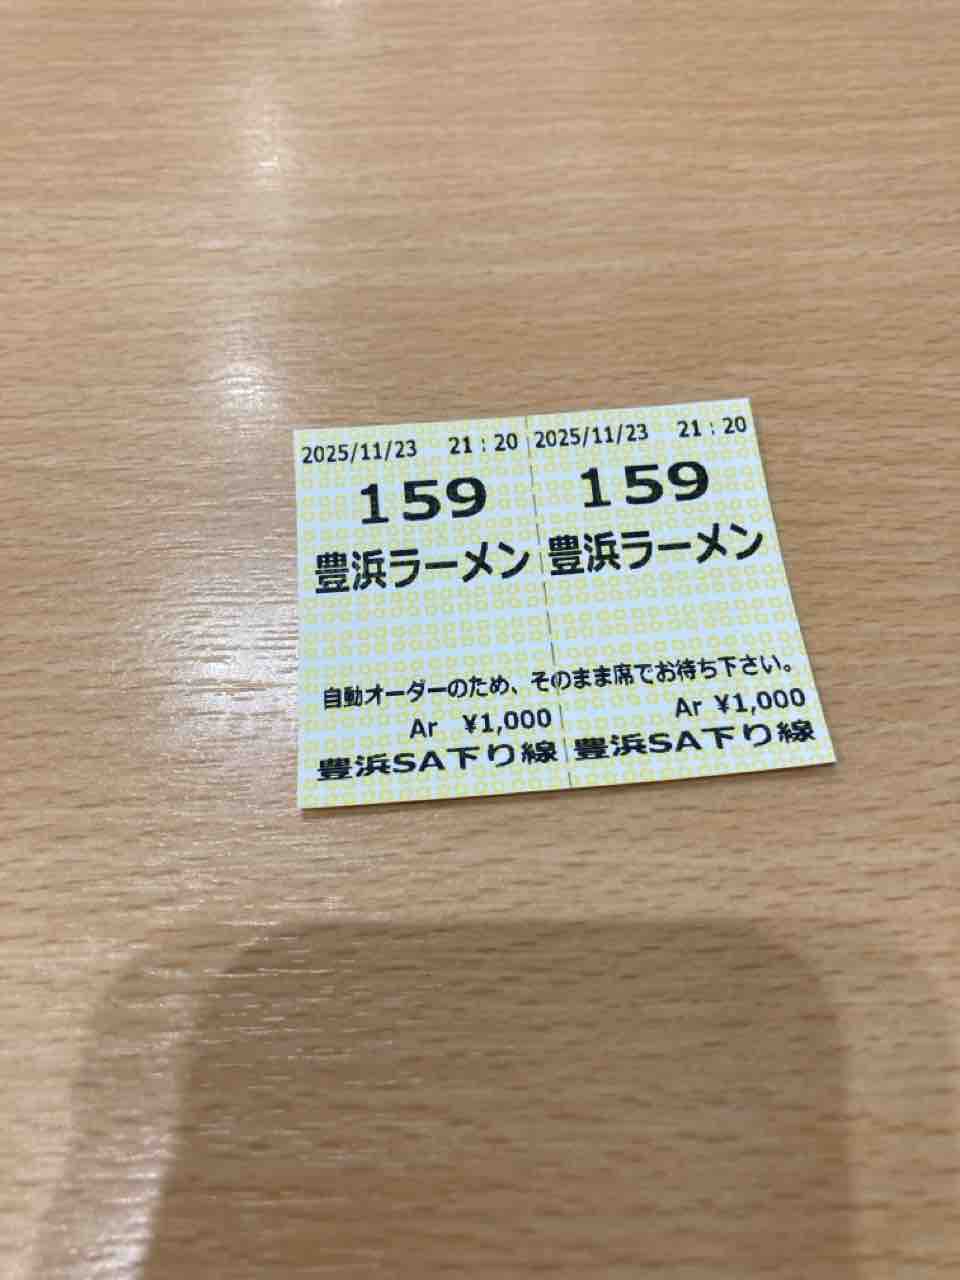 2025/11/23 21:20
159
豊浜ラーメン
2025/11/23 21:20
159
豊浜ラーメン
自動オーダーのため、そのまま席でお待ち下さい。
Ar ¥1,000
豊浜SA下り線
Ar ¥1,000
豊浜SA下り線